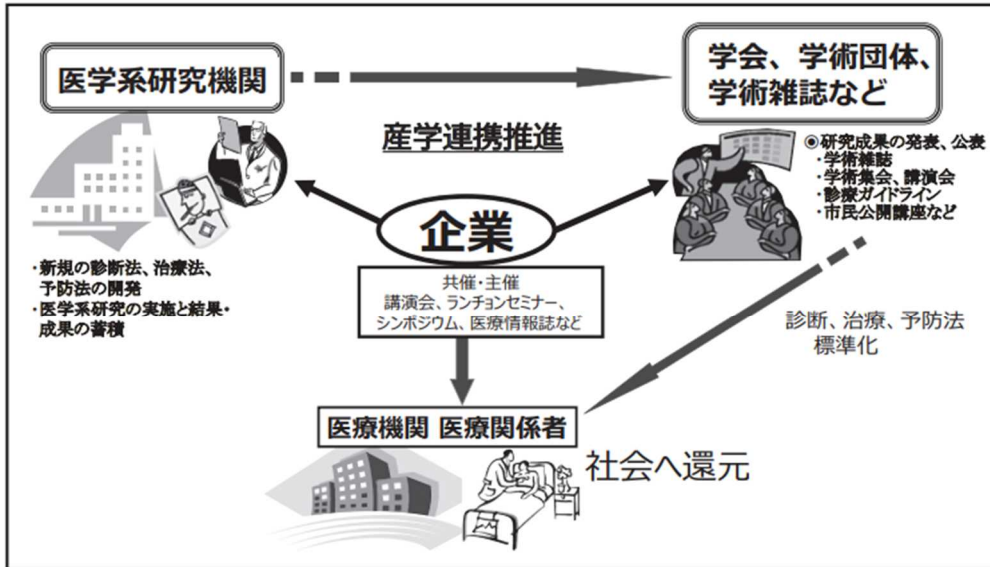 医学系研究機関
学会、学術団体、
学術雑誌など
産学連携推進
◉研究成果の発表、公表
・学術雑誌
・学術集会、講演会
・診療ガイドライン
・市民公開講座など
企業
・新規の診断法、治療法、
予防法の開発
・医学系研究の実施と結果・
成果の蓄積
共催・主催
講演会、ランチョンセミナー、
シンポジウム、医療情報誌など
診断、治療、予防法
標準化
医療機関 医療関係者
社会へ還元